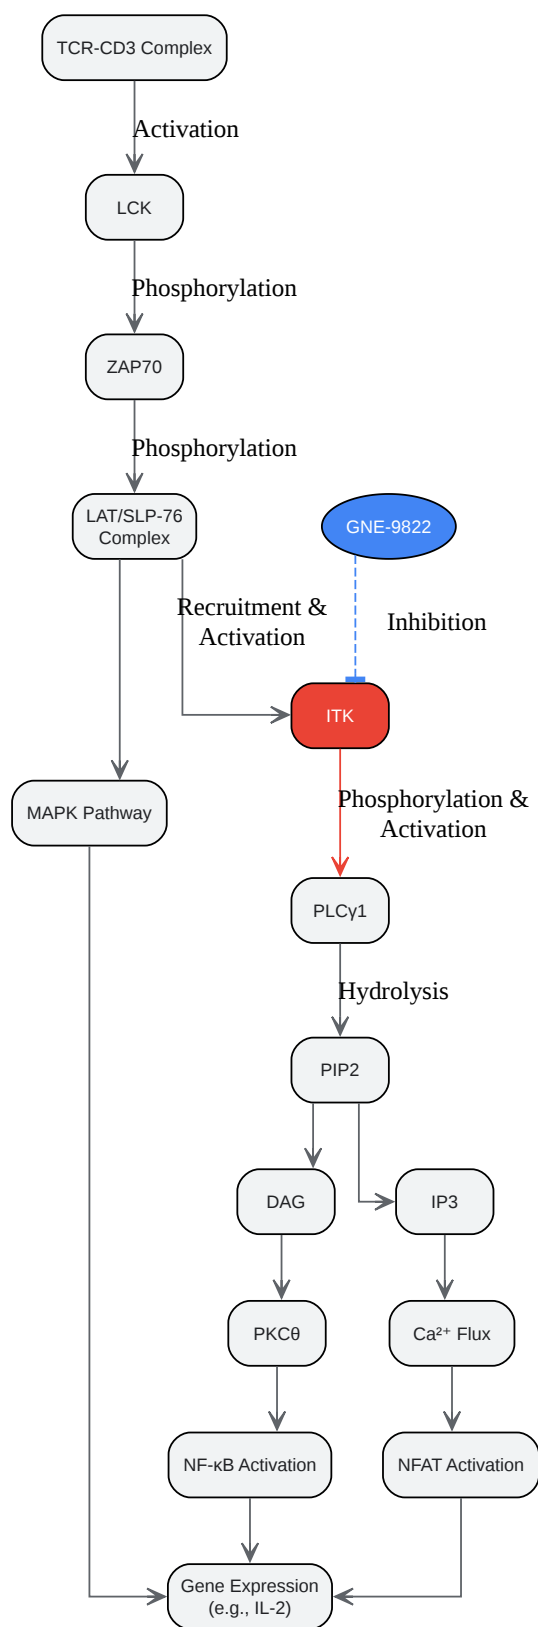 TCR-CD3 Complex
Activation
LCK
Phosphorylation
ZAP70
Phosphorylation
LAT/SLP-76
Complex
GNE-9822
Recruitment &
Activation
Inhibition
ITK
MAPK Pathway
Phosphorylation &
Activation
PLCγ1
Hydrolysis
PIP2
DAG
IP3
PKCθ
Ca²⁺ Flux
NF-κB Activation
NFAT Activation
Gene Expression
(e.g., IL-2)